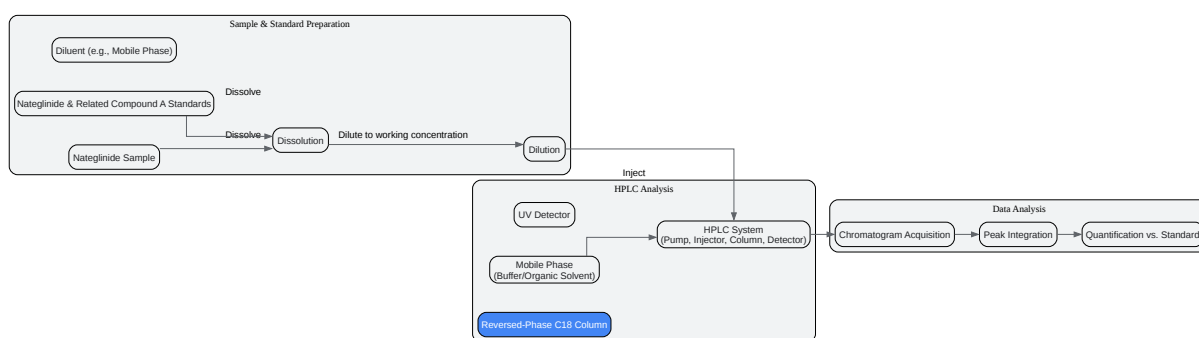 Sample & Standard Preparation
Diluent (e.g., Mobile Phase)
Dissolve
Nateglinide & Related Compound A Standards
Dissolve
Dissolution
Dilute to working concentration
Dilution
Nateglinide Sample
Inject
HPLC Analysis
UV Detector
HPLC System
(Pump, Injector, Column, Detector)
Mobile Phase
(Buffer/Organic Solvent)
Reversed-Phase C18 Column
Data Analysis
Chromatogram Acquisition
Peak Integration
Quantification vs. Standard